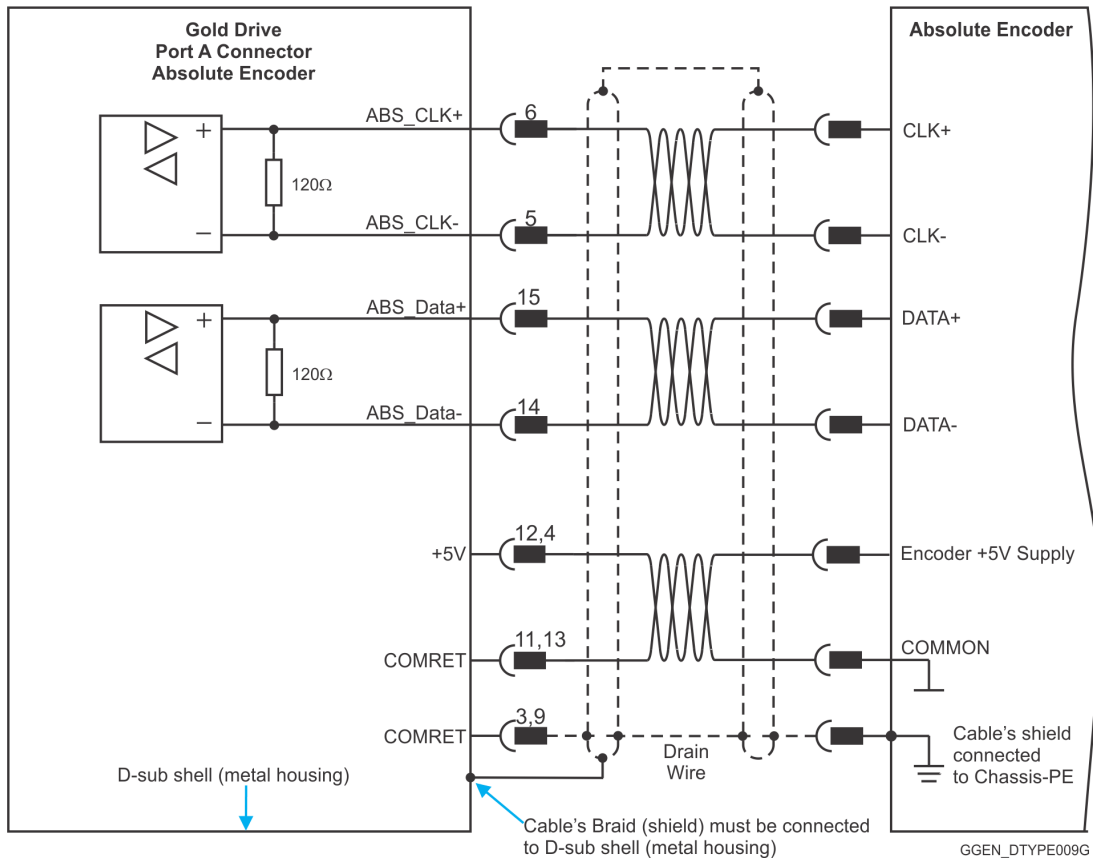 Gold Drive
Port A Connector
Absolute Encoder
Absolute Encoder
ABS_CLK+
6
CLK+
+
120Ω
−
ABS_CLK-
5
CLK-
ABS_Data+
15
DATA+
+
120Ω
−
ABS_Data-
14
DATA-
+5V
12,4
Encoder +5V Supply
COMRET
11,13
COMMON
COMRET
3,9
Drain
Wire
Cable's shield
connected
to Chassis-PE
D-sub shell (metal housing)
Cable's Braid (shield) must be connected
to D-sub shell (metal housing)
GGEN_DTYPE009G